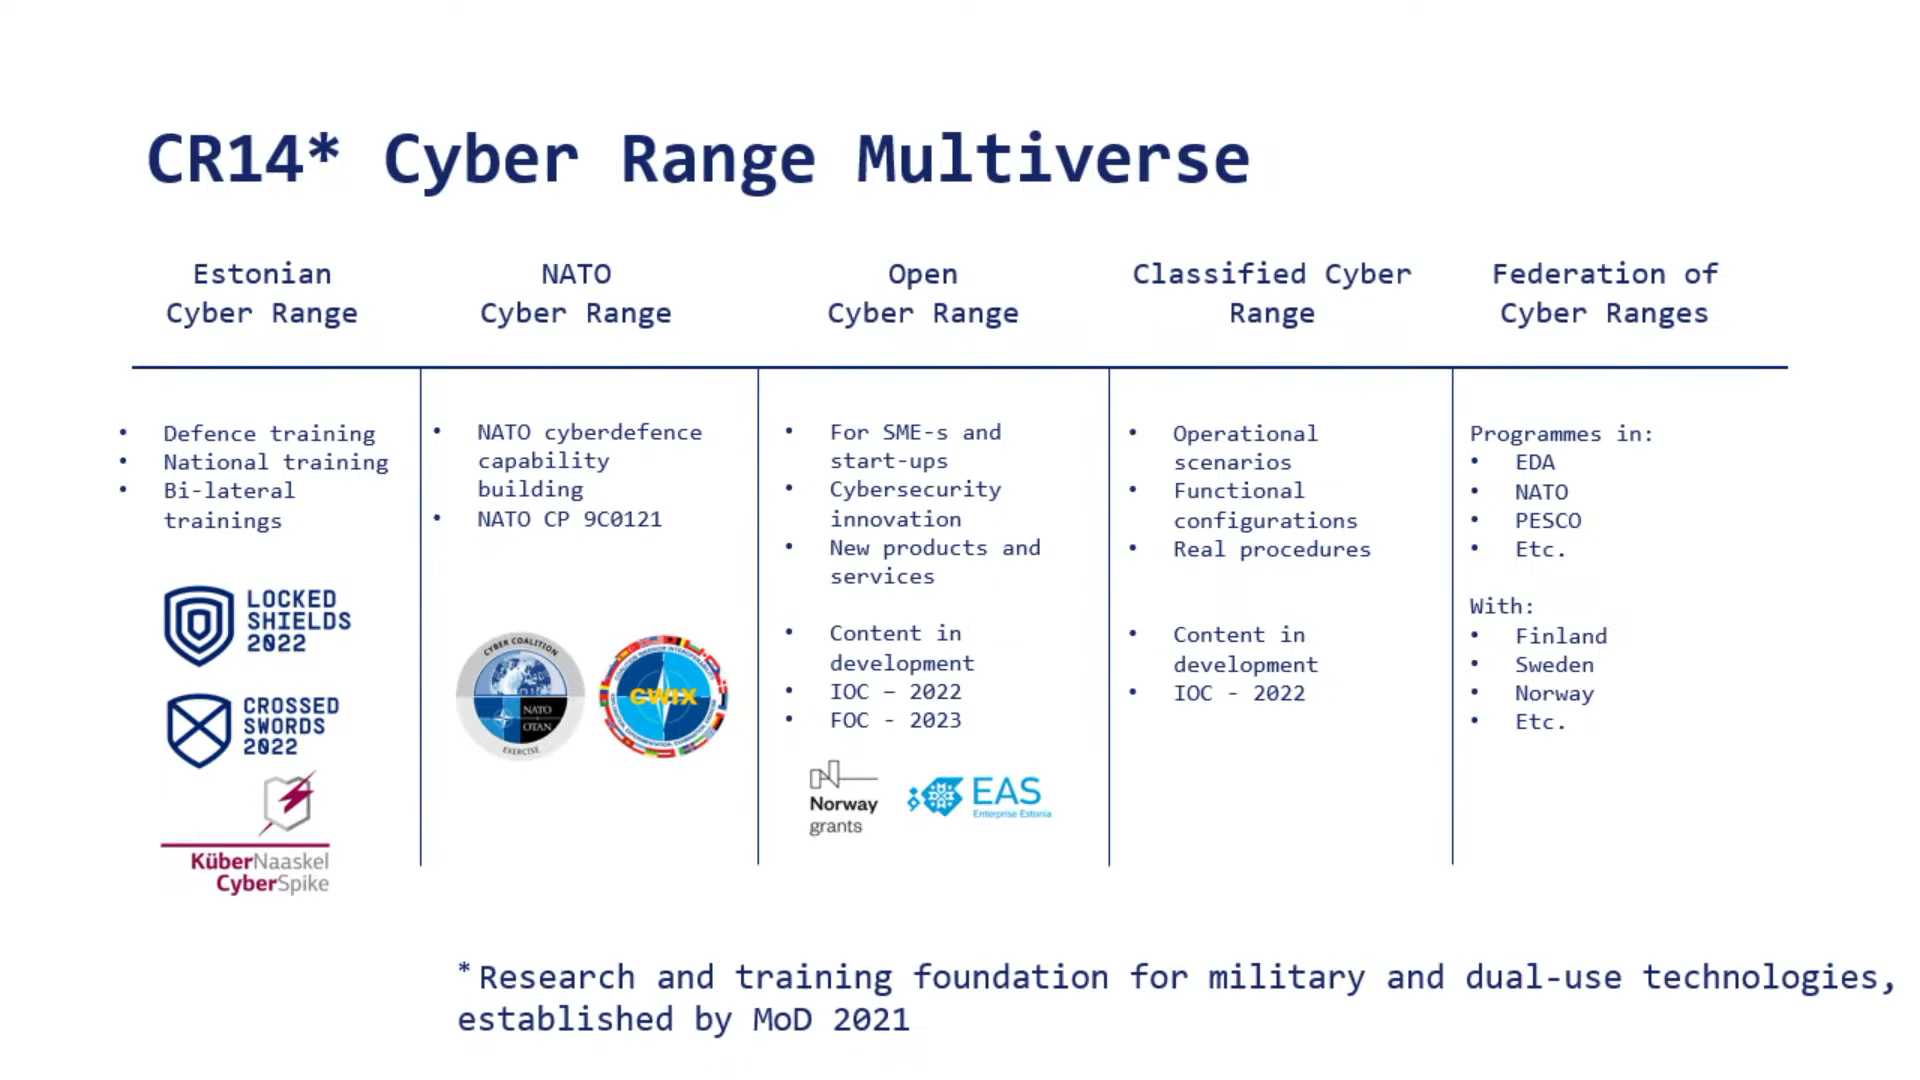 CR14* Cyber Range Multiverse
Estonian
Cyber Range
NATO
Cyber Range
Open
Cyber Range
Classified Cyber
Range
Federation of
Cyber Ranges
• Defence training
• National training
• Bi-lateral
trainings
LOCKED
SHIELDS
2022
CROSSED
SWORDS
2022
KüberNaaskel
CyberSpike
• NATO cyberdefence
capability
building
• NATO CP 9C0121
CYBER COALITION
NATO
OTAN
EXERCISE
CWIX
• For SME-s and
start-ups
• Cybersecurity
innovation
• New products and
services
• Content in
development
• IOC – 2022
• FOC - 2023
Norway
grants
EAS
Enterprise Estonia
• Operational
scenarios
• Functional
configurations
• Real procedures
• Content in
development
• IOC - 2022
Programmes in:
• EDA
• NATO
• PESCO
• Etc.
With:
• Finland
• Sweden
• Norway
• Etc.
*Research and training foundation for military and dual-use technologies,
established by MoD 2021